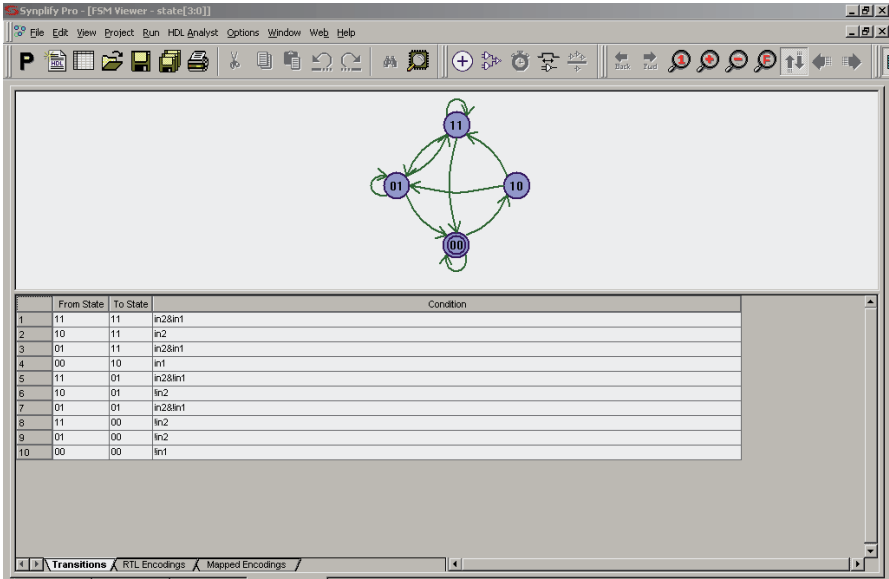 Synplify Pro - [FSM Viewer - state[3:0]]
File Edit View Project Run HDL Analyst Options Window Web Help
P HDL Back Fwd 1 F
11
01 10
00
From State To State Condition
1 11 11 in2&in1
2 10 11 in2
3 01 11 in2&in1
4 00 10 in1
5 11 01 in2&!in1
6 10 01 !in2
7 01 01 in2&!in1
8 11 00 !in2
9 01 00 !in2
10 00 00 !in1
Transitions RTL Encodings Mapped Encodings